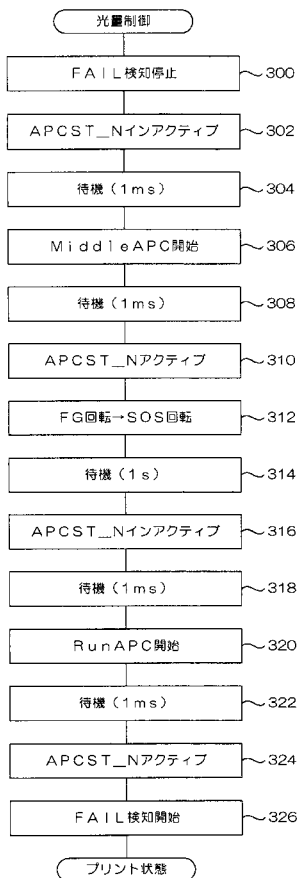 光量制御
ＦＡＩＬ検知停止 300
ＡＰＣＳＴ＿Ｎインアクティブ 302
待機（１ｍｓ） 304
ＭｉｄｄｌｅＡＰＣ開始 306
待機（１ｍｓ） 308
ＡＰＣＳＴ＿Ｎアクティブ 310
ＦＧ回転→ＳＯＳ回転 312
待機（１ｓ） 314
ＡＰＣＳＴ＿Ｎインアクティブ 316
待機（１ｍｓ） 318
ＲｕｎＡＰＣ開始 320
待機（１ｍｓ） 322
ＡＰＣＳＴ＿Ｎアクティブ 324
ＦＡＩＬ検知開始 326
プリント状態